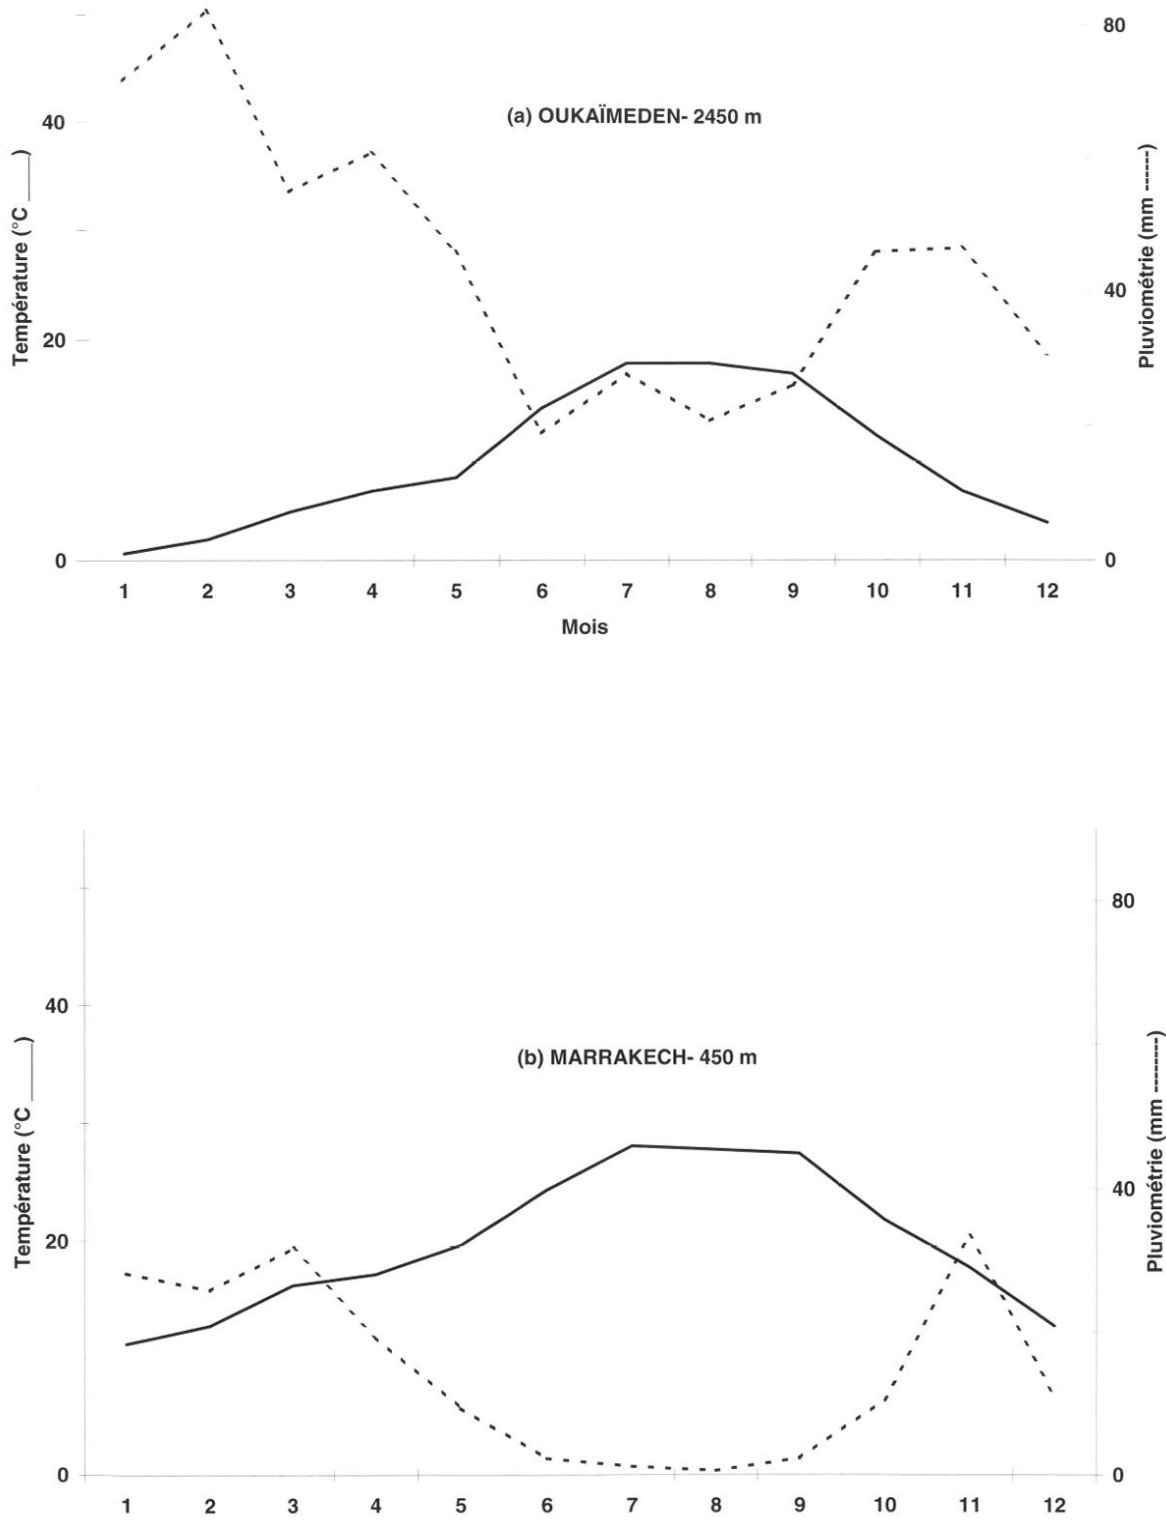 80
(a) OUKAÏMEDEN- 2450 m
40
Température (°C ____)
Pluviométrie (mm ------)
40
20
0
0
1 2 3 4 5 6 7 8 9 10 11 12
Mois
80
40
(b) MARRAKECH- 450 m
Température (°C ____)
Pluviométrie (mm --------)
40
20
0
0
1 2 3 4 5 6 7 8 9 10 11 12